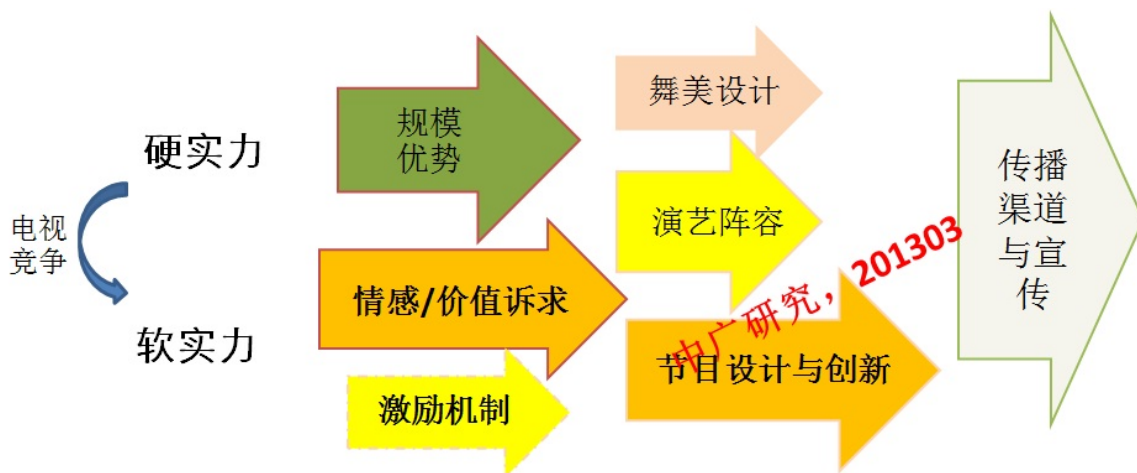 电视
竞争
硬实力
软实力
规模
优势
情感/价值诉求
激励机制
舞美设计
演艺阵容
节目设计与创新
中广研究，201303
传播
渠道
与宣
传